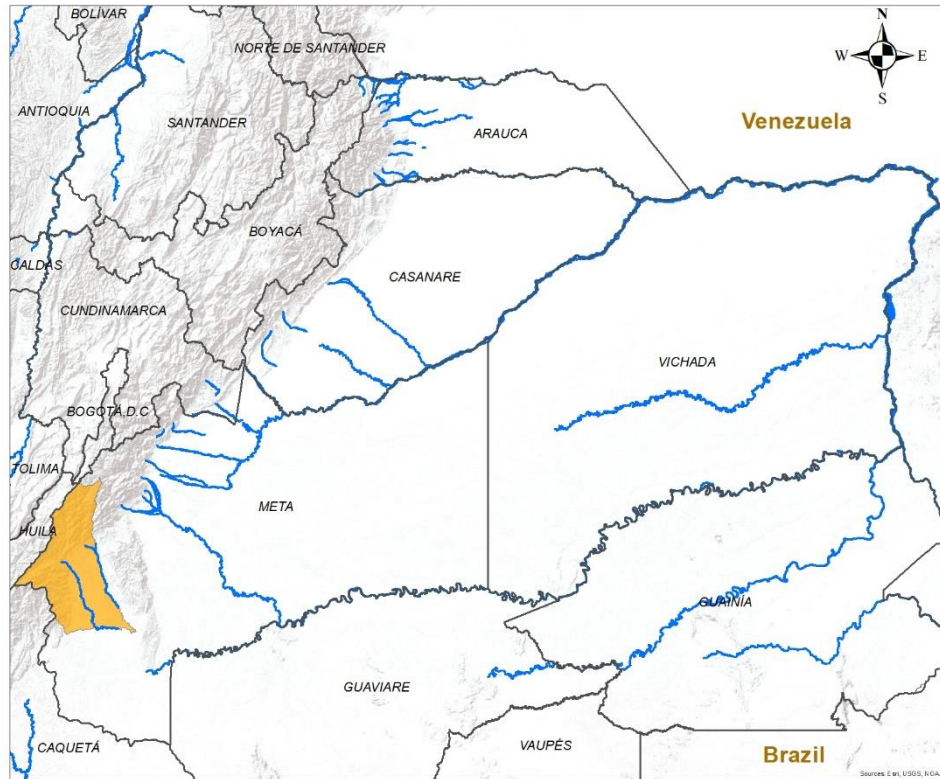 BOLÍVAR
NORTE DE SANTANDER
N
W E
S
ANTIOQUIA
SANTANDER
ARAUCA
Venezuela
BOYACÁ
CALDAS
CASANARE
CUNDINAMARCA
VICHADA
BOGOTÁ,D.C
TOLIMA
META
HUILA
GUAINÍA
GUAVIARE
CAQUETÁ
VAUPÉS
Brazil
Sources: Esri, USGS, NOAA